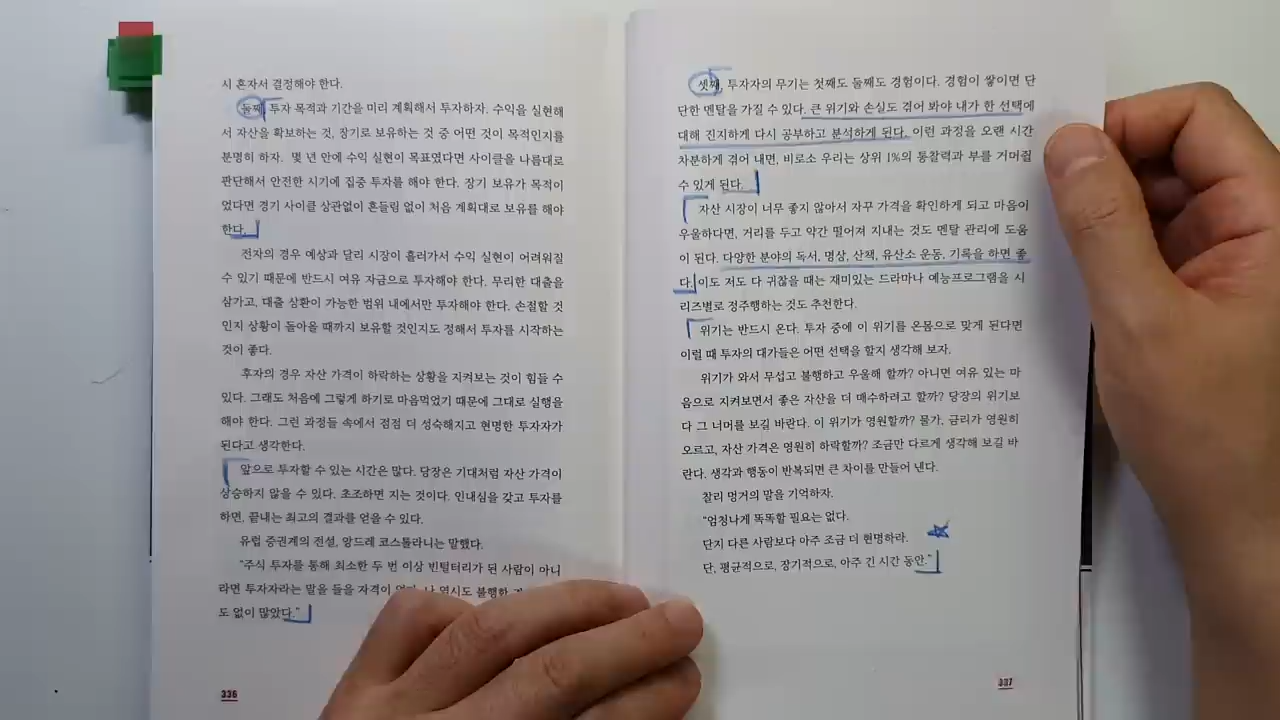 시 혼자서 결정해야 한다.
둘째, 투자 목적과 기간을 미리 계획해서 투자하자. 수익을 실현해
서 자산을 확보하는 것, 장기로 보유하는 것 중 어떤 것이 목적인지를
분명히 하자. 몇 년 안에 수익 실현이 목표였다면 사이클을 나름대로
판단해서 안전한 시기에 집중 투자를 해야 한다. 장기 보유가 목적이
었다면 경기 사이클 상관없이 흔들림 없이 처음 계획대로 보유를 해야
한다.
전자의 경우 예상과 달리 시장이 흘러가서 수익 실현이 어려워질
수 있기 때문에 반드시 여유 자금으로 투자해야 한다. 무리한 대출을
삼가고, 대출 상환이 가능한 범위 내에서만 투자해야 한다. 손절할 것
인지 상황이 돌아올 때까지 보유할 것인지도 정해서 투자를 시작하는
것이 좋다.
후자의 경우 자산 가격이 하락하는 상황을 지켜보는 것이 힘들 수
있다. 그래도 처음에 그렇게 하기로 마음먹었기 때문에 그대로 실행을
해야 한다. 그런 과정들 속에서 점점 더 성숙해지고 현명한 투자자가
된다고 생각한다.
앞으로 투자할 수 있는 시간은 많다. 당장은 기대처럼 자산 가격이
상승하지 않을 수 있다. 초조하면 지는 것이다. 인내심을 갖고 투자를
하면, 끝내는 최고의 결과를 얻을 수 있다.
유럽 증권계의 전설, 앙드레 코스톨라니는 말했다.
“주식 투자를 통해 최소한 두 번 이상 빈털터리가 된 사람이 아니
라면 투자자라는 말을 들을 자격이 역시도 불행한
도 없이 많았다.”
336
셋째, 투자자의 무기는 첫째도 둘째도 경험이다. 경험이 쌓이면 단
단한 멘탈을 가질 수 있다. 큰 위기와 손실도 겪어 봐야 내가 한 선택에
대해 진지하게 다시 공부하고 분석하게 된다. 이런 과정을 오랜 시간
차분하게 겪어 내면, 비로소 우리는 상위 1%의 통찰력과 부를 거머쥘
수 있게 된다.
자산 시장이 너무 좋지 않아서 자꾸 가격을 확인하게 되고 마음이
우울하다면, 거리를 두고 약간 떨어져 지내는 것도 멘탈 관리에 도움
이 된다. 다양한 분야의 독서, 명상, 산책, 유산소 운동, 기록을 하면 좋
다. 이도 저도 다 귀찮을 때는 재미있는 드라마나 예능프로그램을 시
리즈별로 정주행하는 것도 추천한다.
위기는 반드시 온다. 투자 중에 이 위기를 온몸으로 맞게 된다면
이럴 때 투자의 대가들은 어떤 선택을 할지 생각해 보자.
위기가 와서 무섭고 불행하고 우울해 할까? 아니면 여유 있는 마
음으로 지켜보면서 좋은 자산을 더 매수하려고 할까? 당장의 위기보
다 그 너머를 보길 바란다. 이 위기가 영원할까? 물가, 금리가 영원히
오르고, 자산 가격은 영원히 하락할까? 조금만 다르게 생각해 보길 바
란다. 생각과 행동이 반복되면 큰 차이를 만들어 낸다.
찰리 멍거의 말을 기억하자.
“엄청나게 똑똑할 필요는 없다.
단지 다른 사람보다 아주 조금 더 현명하라.
단, 평균적으로, 장기적으로, 아주 긴 시간 동안.”
337